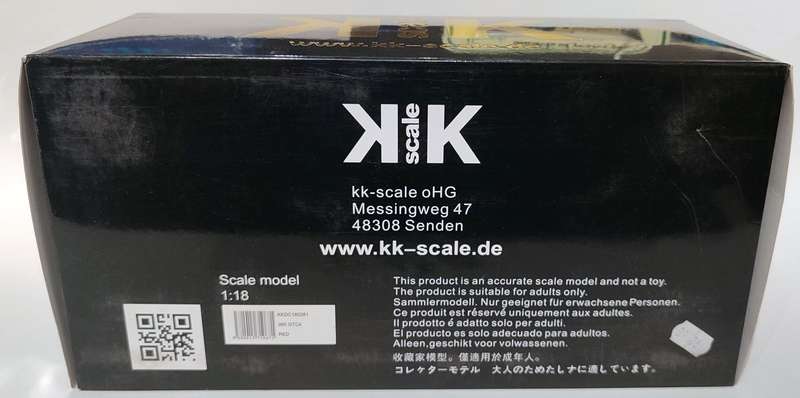 KK
scale
kk-scale oHG
Messingweg 47
48308 Senden
www.kk-scale.de
Scale model
1:18
365 GTC4
RED
This product is an accurate scale model and not a toy.
The product is suitable for adults only.
Sammlermodell. Nur geeignet für erwachsene Personen.
Ce produit est réservé uniquement aux adultes.
Il prodotto è adatto solo per adulti.
El producto es solo adecuado para adultos.
Alleen,geschikt voor volwassenen.
收藏家模型。僅適用於成年人。
コレケターモテル 大人のためたしナに適しています。